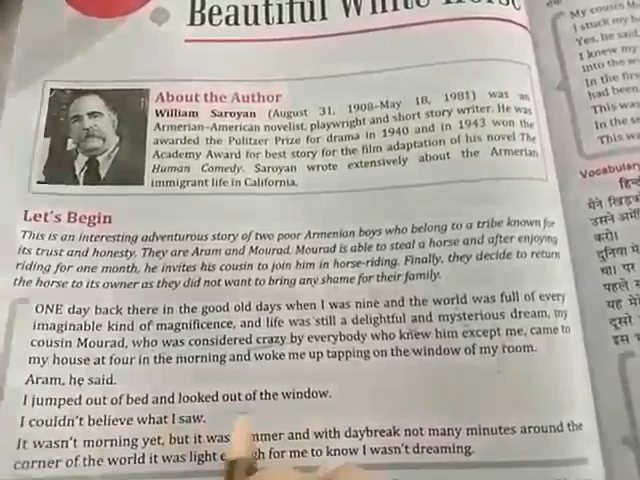 Beautiful White Horse
About the Author
William Saroyan (August 31, 1908–May 18, 1981) was an
Armenian–American novelist, playwright and short story writer. He was
awarded the Pulitzer Prize for drama in 1940 and in 1943 won the
Academy Award for best story for the film adaptation of his novel The
Human Comedy. Saroyan wrote extensively about the Armenian
immigrant life in California.
Let's Begin
This is an interesting adventurous story of two poor Armenian boys who belong to a tribe known for
its trust and honesty. They are Aram and Mourad. Mourad is able to steal a horse and after enjoying
riding for one month, he invites his cousin to join him in horse-riding. Finally, they decide to return
the horse to its owner as they did not want to bring any shame for their family.
ONE day back there in the good old days when I was nine and the world was full of every
imaginable kind of magnificence, and life was still a delightful and mysterious dream, my
cousin Mourad, who was considered crazy by everybody who knew him except me, came to
my house at four in the morning and woke me up tapping on the window of my room.
Aram, he said.
I jumped out of bed and looked out of the window.
I couldn't believe what I saw.
It wasn't morning yet, but it was mmer and with daybreak not many minutes around the
corner of the world it was light e gh for me to know I wasn't dreaming.
My cousin
I stuck my
Yes, he said
I knew my
into the
In the firs
had been
This wa
In the se
This wa
Vocabulary
हिन्दी
मैंने खिड़क
उसने अमे
करो।
दुनिया मे
था। पर
पहले स
यह मे
दूसरे
इस